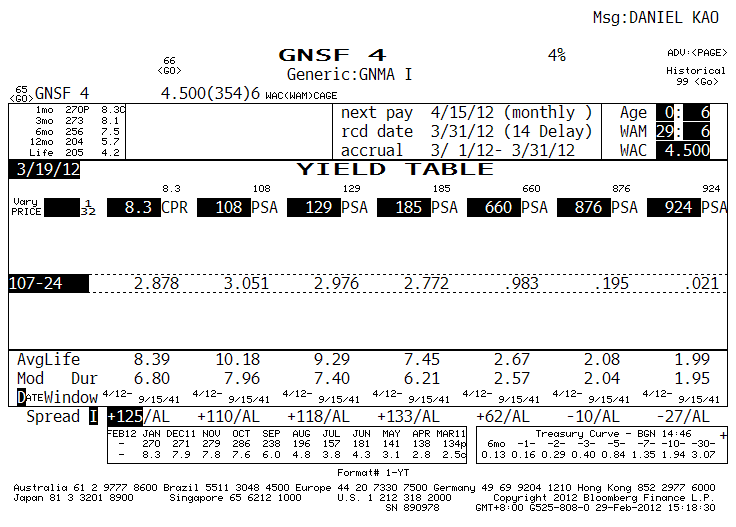 Msg:DANIEL KAO
66
<GO>
GNSF 4 4% ADV:<PAGE>
Generic:GNMA I Historical
99 <Go>
65
<GO>GNSF 4 4.500(354)6 WAC(WAM)CAGE
1mo 270P 8.3C
3mo 273 8.1
6mo 256 7.5
12mo 204 5.7
Life 205 4.2
next pay 4/15/12 (monthly ) Age 0: 6
rcd date 3/31/12 (14 Delay) WAM 29: 6
accrual 3/ 1/12- 3/31/12 WAC 4.500
3/19/12 YIELD TABLE
8.3 108 129 185 660 876 924
Vary PRICE 1/32 8.3 CPR 108 PSA 129 PSA 185 PSA 660 PSA 876 PSA 924 PSA
107-24 2.878 3.051 2.976 2.772 .983 .195 .021
AvgLife 8.39 10.18 9.29 7.45 2.67 2.08 1.99
Mod Dur 6.80 7.96 7.40 6.21 2.57 2.04 1.95
DATE Window 4/12- 9/15/41 4/12- 9/15/41 4/12- 9/15/41 4/12- 9/15/41 4/12- 9/15/41 4/12- 9/15/41 4/12- 9/15/41
Spread I +125/AL +110/AL +118/AL +133/AL +62/AL -10/AL -27/AL
FEB12 JAN DEC11 NOV OCT SEP AUG JUL JUN MAY APR MAR11
- 270 271 279 286 238 196 157 181 141 138 134p
- 8.3 7.9 7.8 7.6 6.0 4.8 3.8 4.3 3.1 2.8 2.5c
Treasury Curve - BGN 14:46 +
6mo -1- -2- -3- -5- -7- -10- -30-
0.13 0.16 0.29 0.40 0.84 1.35 1.94 3.07
Format# 1-YT
Australia 61 2 9777 8600 Brazil 5511 3048 4500 Europe 44 20 7330 7500 Germany 49 69 9204 1210 Hong Kong 852 2977 6000
Japan 81 3 3201 8900 Singapore 65 6212 1000 U.S. 1 212 318 2000 Copyright 2012 Bloomberg Finance L.P.
SN 890978 GMT+8:00 G525-808-0 29-Feb-2012 15:18:30